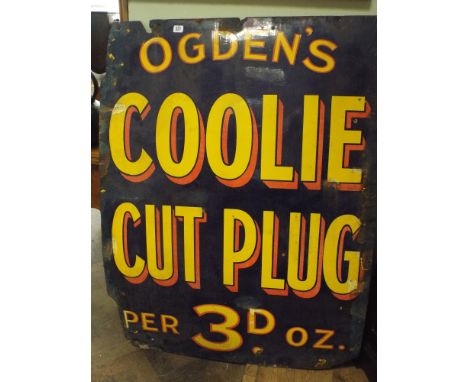 OGDEN'S
COOLIE
CUT PLUG
PER 3D OZ.